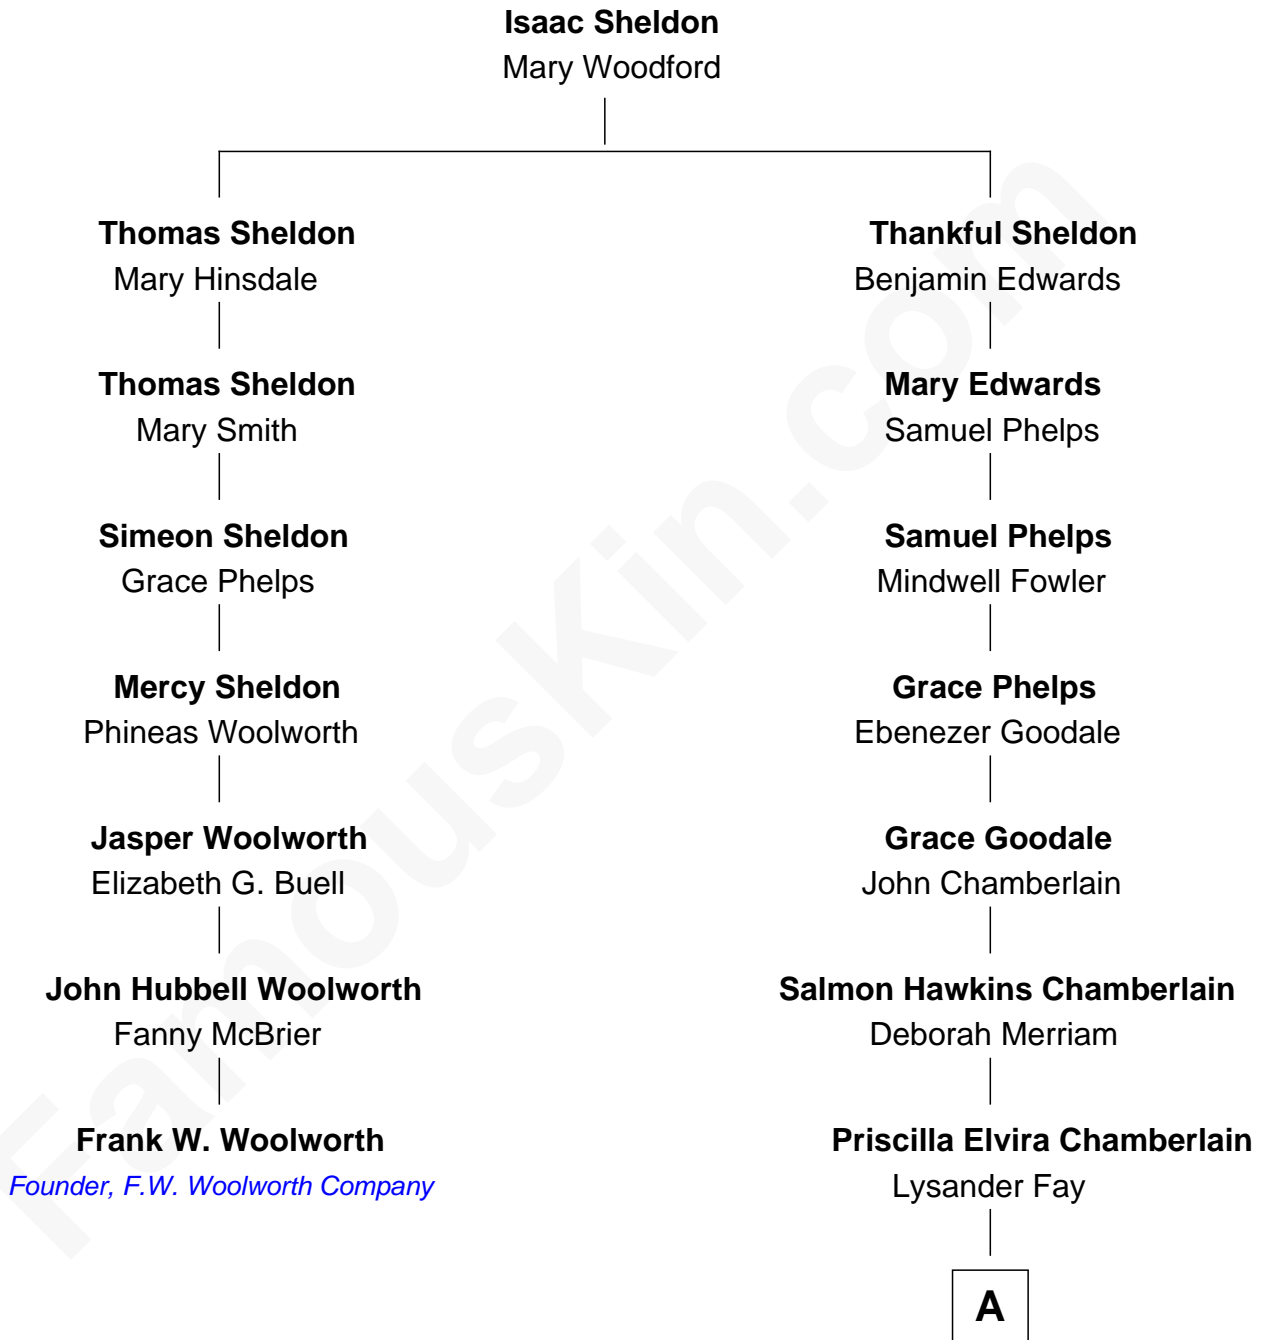 Isaac Sheldon
Mary Woodford
Thomas Sheldon
Mary Hinsdale
Thankful Sheldon
Benjamin Edwards
Thomas Sheldon
Mary Smith
Mary Edwards
Samuel Phelps
Simeon Sheldon
Grace Phelps
Samuel Phelps
Mindwell Fowler
Mercy Sheldon
Phineas Woolworth
Grace Phelps
Ebenezer Goodale
Jasper Woolworth
Elizabeth G. Buell
Grace Goodale
John Chamberlain
John Hubbell Woolworth
Fanny McBrier
Salmon Hawkins Chamberlain
Deborah Merriam
Frank W. Woolworth
Founder, F.W. Woolworth Company
Priscilla Elvira Chamberlain
Lysander Fay
A
FamousKin.com